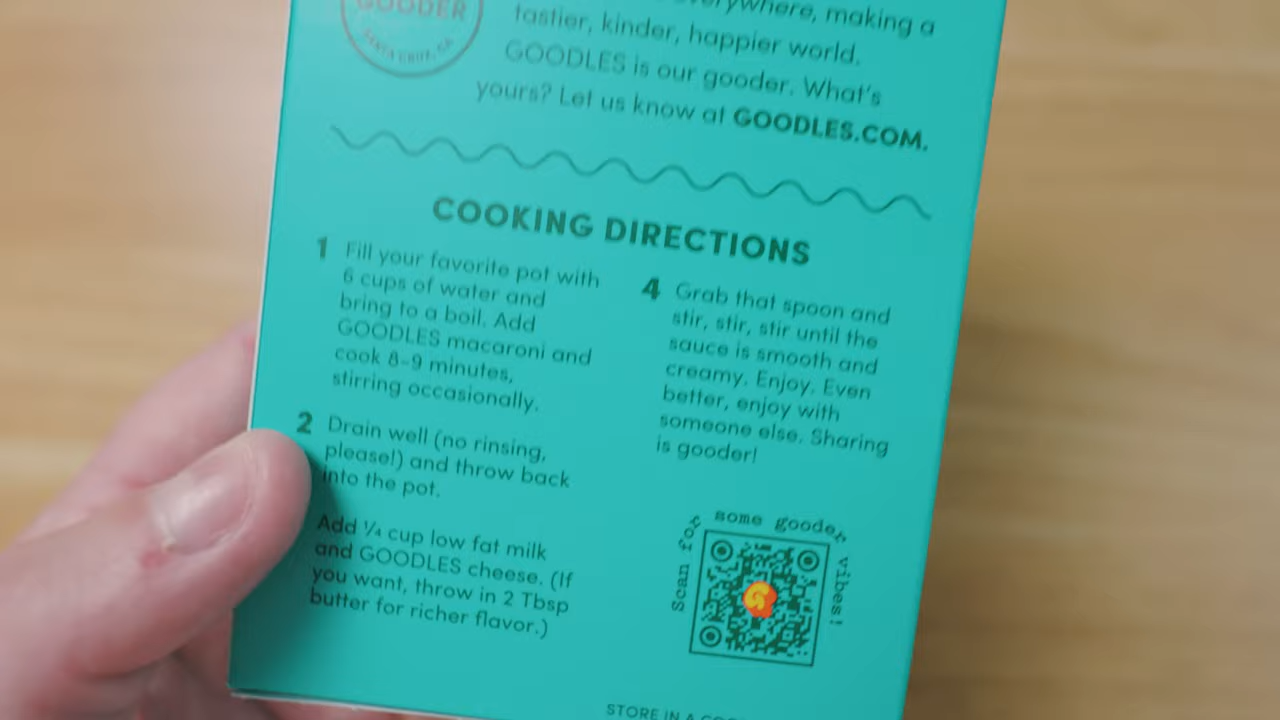 GOODER
SANTA CRUZ, CA
everywhere, making a
tastier, kinder, happier world.
GOODLES is our gooder. What's
yours? Let us know at GOODLES.COM.
COOKING DIRECTIONS
1 Fill your favorite pot with
6 cups of water and
bring to a boil. Add
GOODLES macaroni and
cook 8-9 minutes,
stirring occasionally.
2 Drain well (no rinsing,
please!) and throw back
into the pot.
Add ¼ cup low fat milk
and GOODLES cheese. (If
you want, throw in 2 Tbsp
butter for richer flavor.)
4 Grab that spoon and
stir, stir, stir until the
sauce is smooth and
creamy. Enjoy. Even
better, enjoy with
someone else. Sharing
is gooder!
Scan for some gooder vibes!
STORE IN A